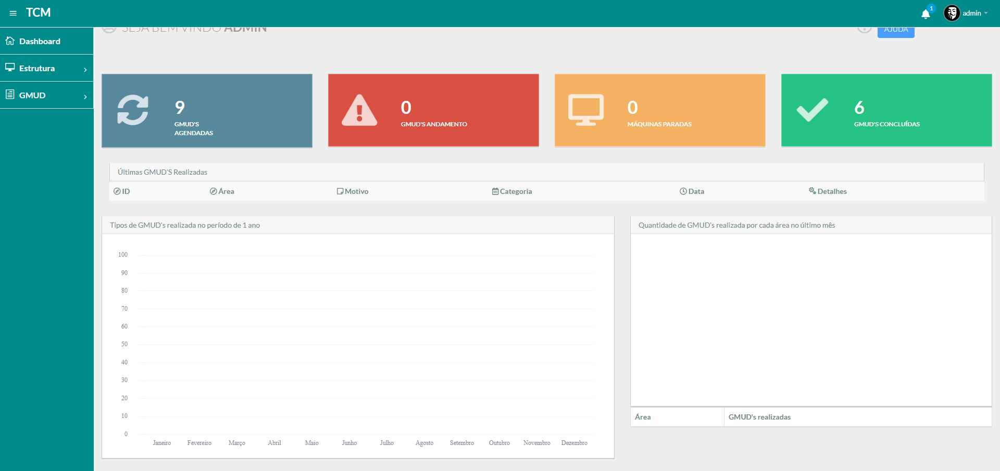 TCM
1
admin
SEJA BEM VINDO ADMIN
AJUDA
Dashboard
Estrutura
GMUD
9
GMUD'S
AGENDADAS
0
GMUD'S ANDAMENTO
0
MÁQUINAS PARADAS
6
GMUD'S CONCLUÍDAS
Últimas GMUD'S Realizadas
ID Área Motivo Categoria Data Detalhes
Tipos de GMUD's realizada no período de 1 ano
100
90
80
70
60
50
40
30
20
10
0
Janeiro Fevereiro Março Abril Maio Junho Julho Agosto Setembro Outubro Novembro Dezembro
Quantidade de GMUD's realizada por cada área no último mês
Área GMUD's realizadas